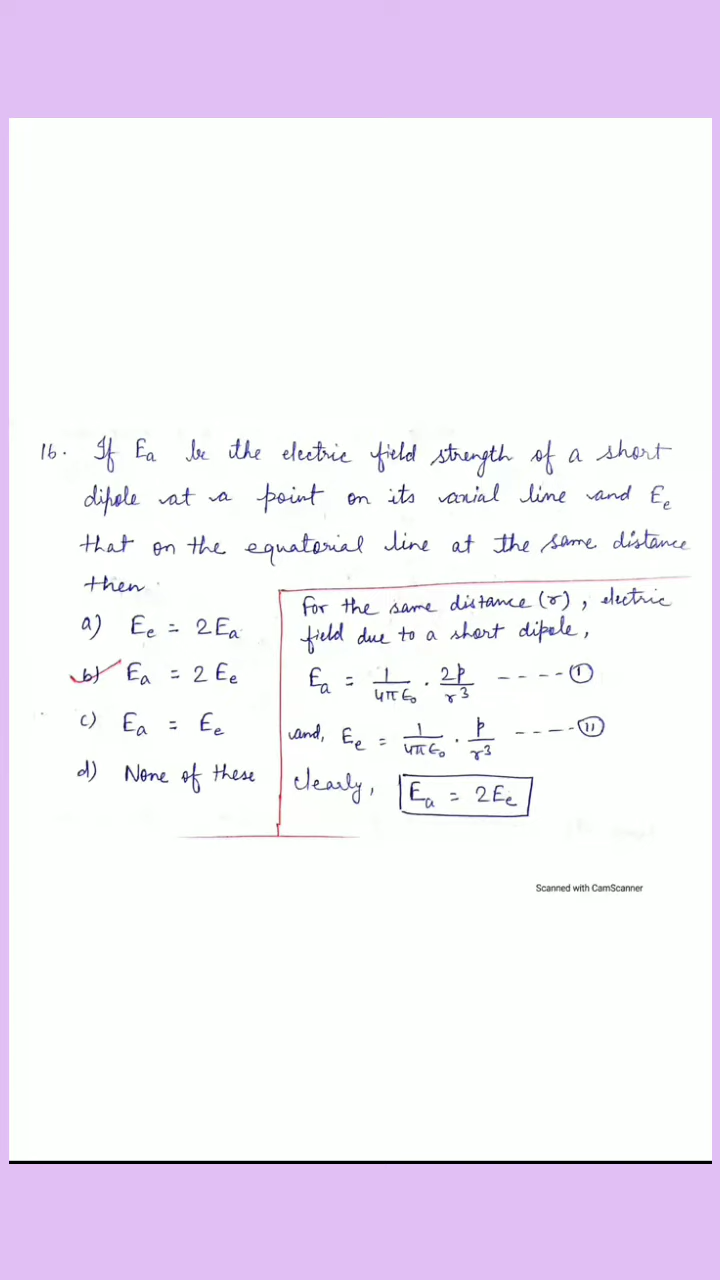 16. If Ea be the electric field strength of a short
dipole at a point on its axial line and Ee
that on the equatorial line at the same distance
then
a) Ee = 2Ea
b) Ea = 2Ee
c) Ea = Ee
d) None of these
For the same distance (r), electric
field due to a short dipole,
Ea = 1/4πϵ₀ · 2p/r³ ---- (I)
and, Ee = 1/4πϵ₀ · p/r³ ---- (II)
clearly, Ea = 2Ee
Scanned with CamScanner